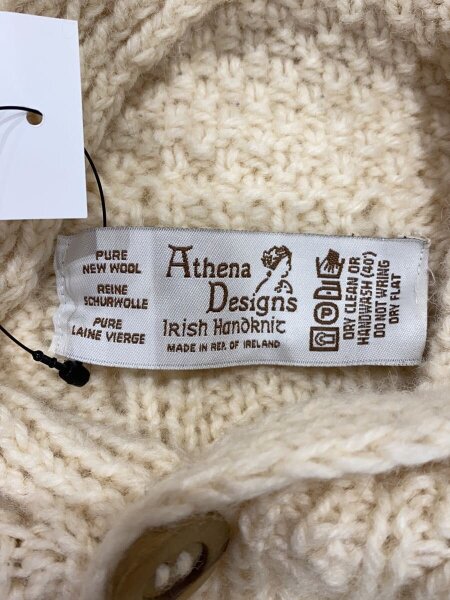 PURE
NEW WOOL
REINE
SCHURWOLLE
PURE
LAINE VIERGE
Athena
Designs
Irish Handknit
MADE IN REP. OF IRELAND
DRY CLEAN OR
HANDWASH (40°)
DO NOT WRING
DRY FLAT